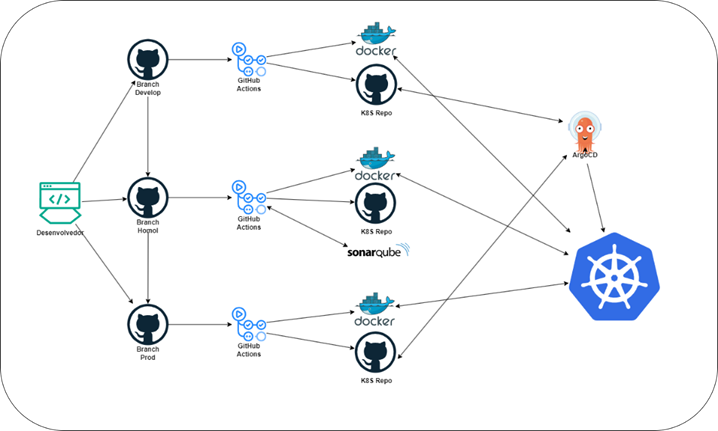 docker
Branch
Develop
GitHub
Actions
K8S Repo
ArgoCD
docker
Desenvolvedor
Branch
Homol
GitHub
Actions
K8S Repo
sonarqube
docker
Branch
Prod
GitHub
Actions
K8S Repo